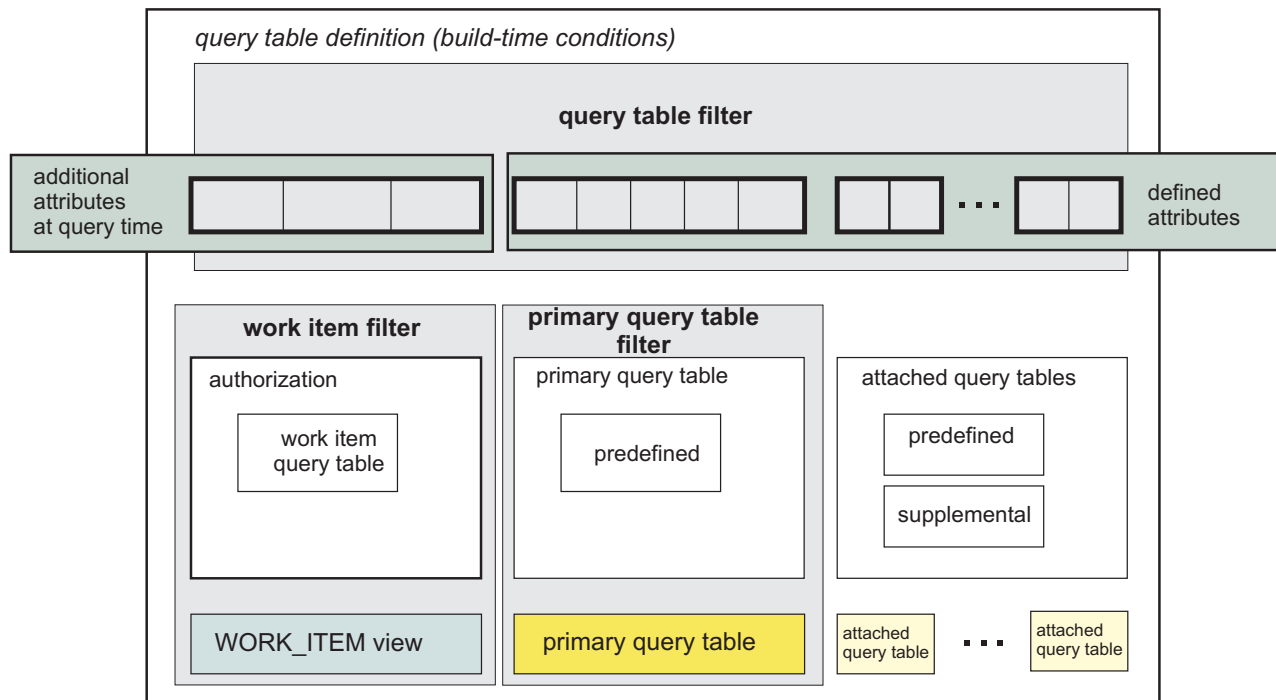 query table definition (build-time conditions)
query table filter
additional
attributes
at query time
defined
attributes
work item filter
authorization
work item
query table
WORK_ITEM view
primary query table
filter
primary query table
predefined
primary query table
attached query tables
predefined
supplemental
attached
query table
attached
query table